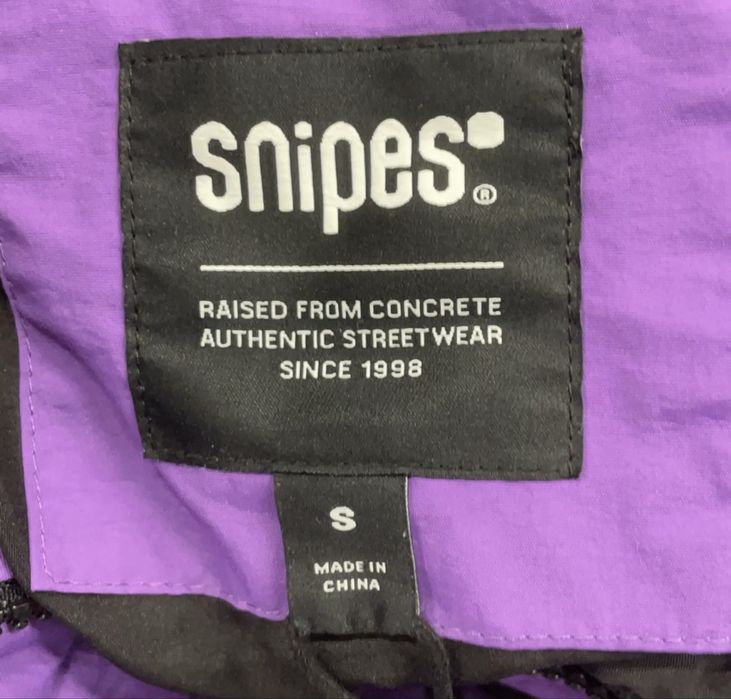 snipes®
RAISED FROM CONCRETE
AUTHENTIC STREETWEAR
SINCE 1998
S
MADE IN
CHINA